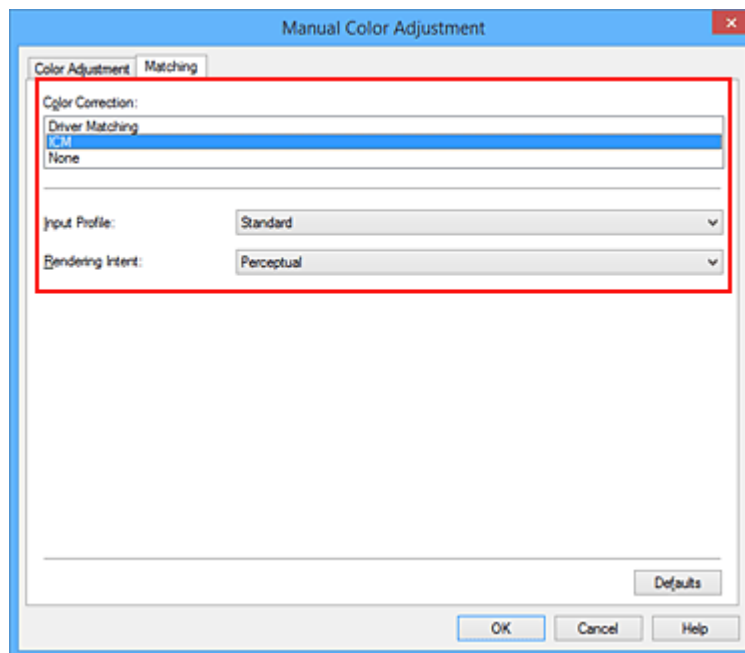 Manual Color Adjustment
Color Adjustment Matching
Color Correction:
Driver Matching
ICM
None
Input Profile: Standard
Rendering Intent: Perceptual
Defaults
OK Cancel Help